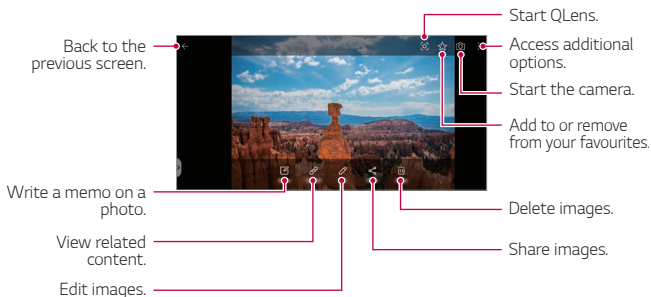 Start QLens.
Back to the
previous screen.
Access additional
options.
Start the camera.
Add to or remove
from your favourites.
Write a memo on a
photo.
Delete images.
View related
content.
Share images.
Edit images.